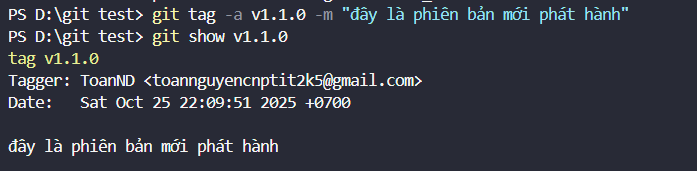 PS D:\git test> git tag -a v1.1.0 -m "đây là phiên bản mới phát hành"
PS D:\git test> git show v1.1.0
tag v1.1.0
Tagger: ToanND <toannguyencnptit2k5@gmail.com>
Date:   Sat Oct 25 22:09:51 2025 +0700
đây là phiên bản mới phát hành